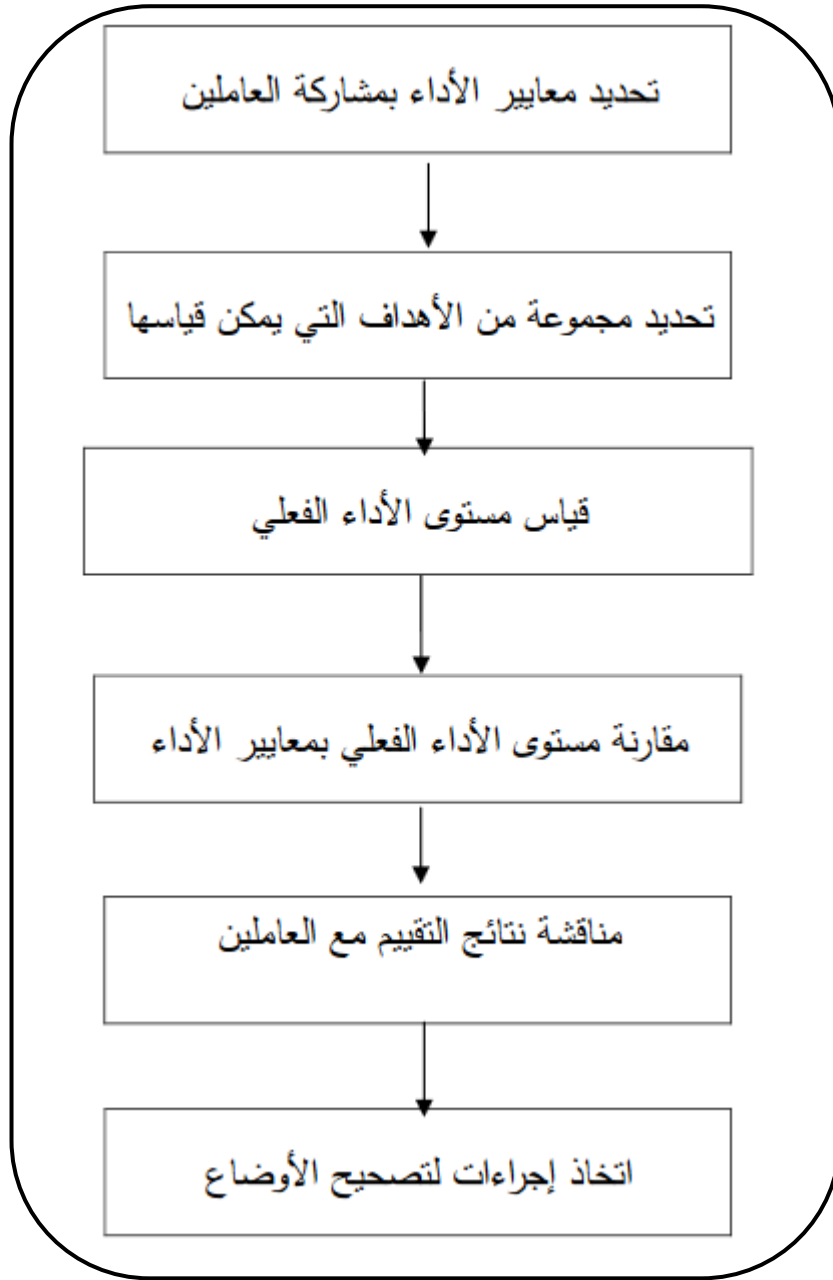 تحديد معايير الأداء بمشاركة العاملين
تحديد مجموعة من الأهداف التي يمكن قياسها
قياس مستوى الأداء الفعلي
مقارنة مستوى الأداء الفعلي بمعايير الأداء
مناقشة نتائج التقييم مع العاملين
اتخاذ إجراءات لتصحيح الأوضاع